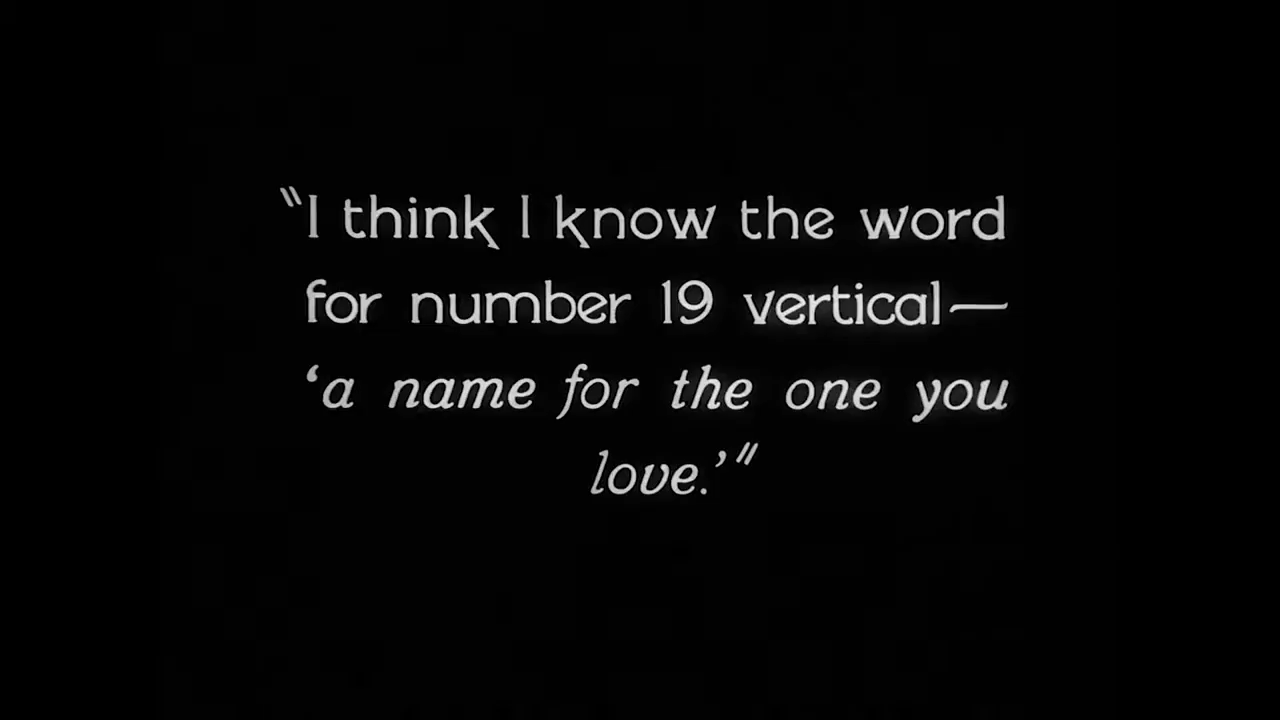 "I think I know the word
for number 19 vertical—
‘a name for the one you
love.’"